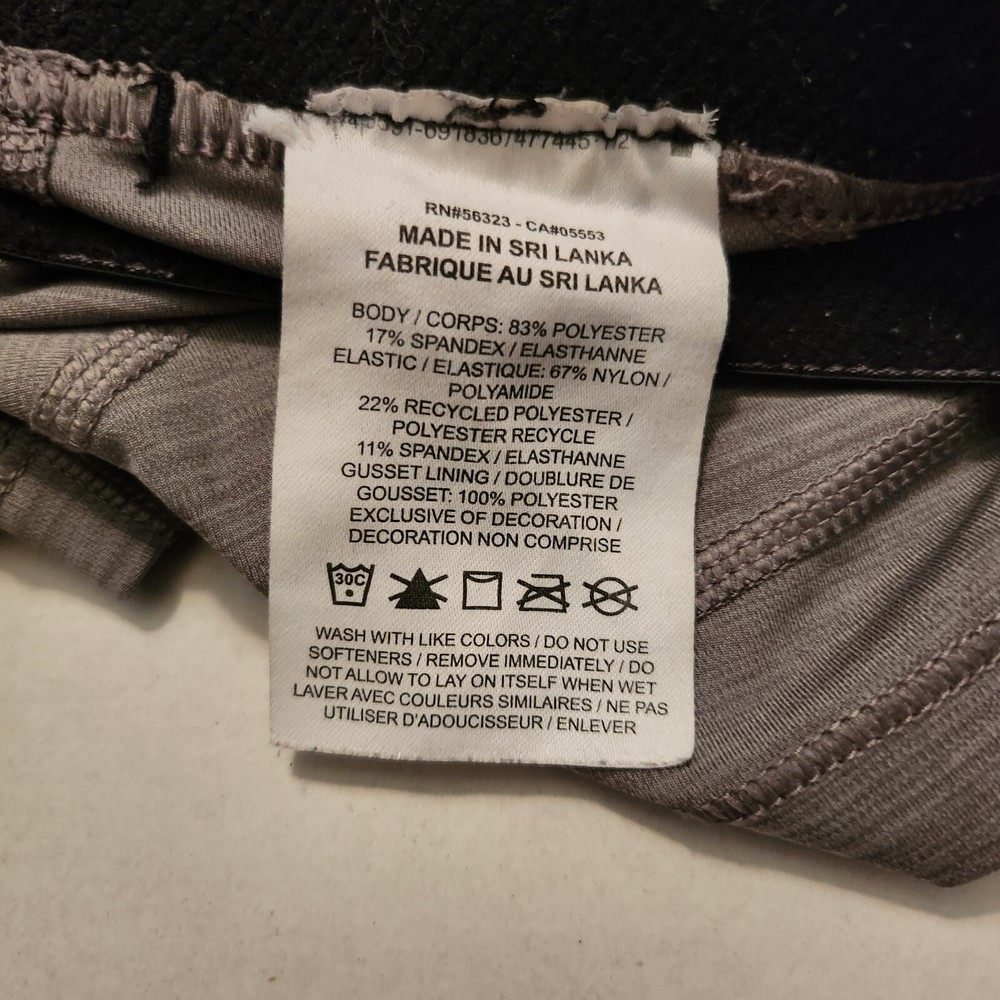 RN#56323 - CA#05553
MADE IN SRI LANKA
FABRIQUE AU SRI LANKA
BODY / CORPS: 83% POLYESTER
17% SPANDEX / ELASTHANNE
ELASTIC / ELASTIQUE: 67% NYLON /
POLYAMIDE
22% RECYCLED POLYESTER /
POLYESTER RECYCLE
11% SPANDEX / ELASTHANNE
GUSSET LINING / DOUBLURE DE
GOUSSET: 100% POLYESTER
EXCLUSIVE OF DECORATION /
DECORATION NON COMPRISE
30C
WASH WITH LIKE COLORS / DO NOT USE
SOFTENERS / REMOVE IMMEDIATELY / DO
NOT ALLOW TO LAY ON ITSELF WHEN WET
LAVER AVEC COULEURS SIMILAIRES / NE PAS
UTILISER D'ADOUCISSEUR / ENLEVER